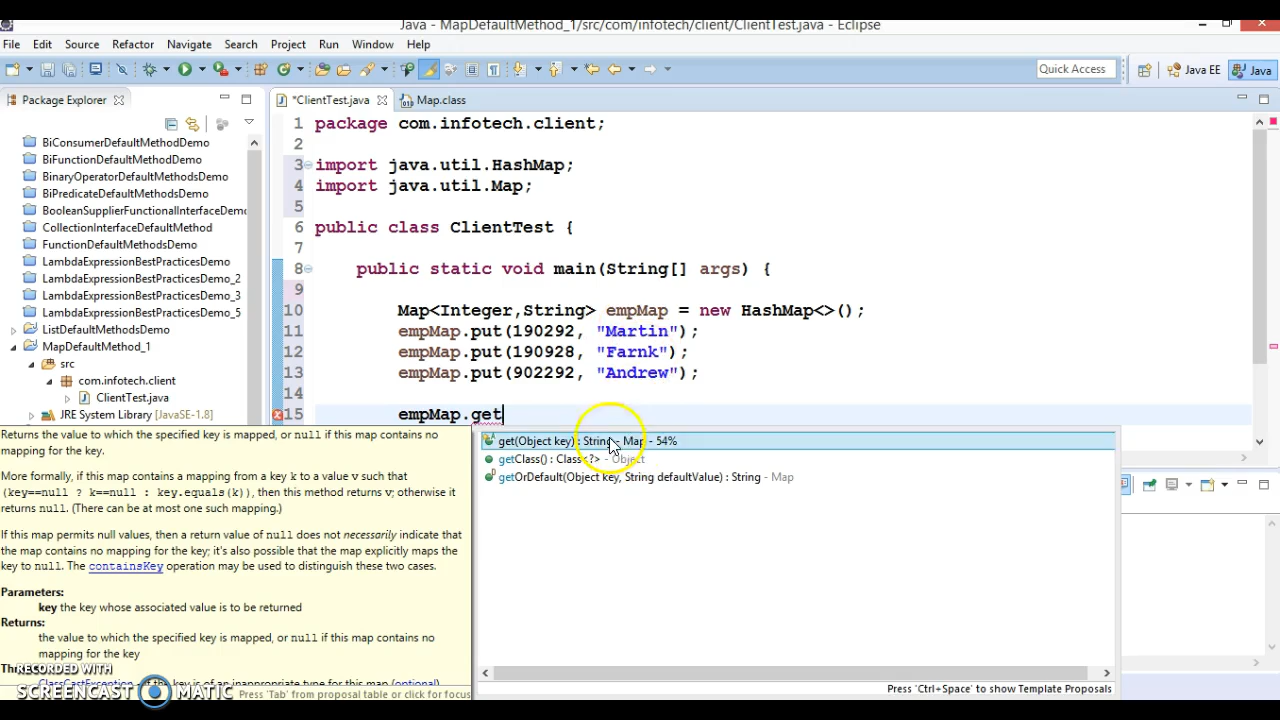 Java - MapDefaultMethod_1/src/com/infotech/client/ClientTest.java - Eclipse
File Edit Source Refactor Navigate Search Project Run Window Help
Quick Access Java EE Java
Package Explorer
*ClientTest.java Map.class
BiConsumerDefaultMethodDemo
BiFunctionDefaultMethodDemo
BinaryOperatorDefaultMethodsDemo
BiPredicateDefaultMethodsDemo
BooleanSupplierFunctionalInterfaceDemo
CollectionInterfaceDefaultMethod
FunctionDefaultMethodsDemo
LambdaExpressionBestPracticesDemo
LambdaExpressionBestPracticesDemo_2
LambdaExpressionBestPracticesDemo_3
LambdaExpressionBestPracticesDemo_5
ListDefaultMethodsDemo
MapDefaultMethod_1
src
com.infotech.client
ClientTest.java
JRE System Library [JavaSE-1.8]
1 package com.infotech.client;
2
3 import java.util.HashMap;
4 import java.util.Map;
5
6 public class ClientTest {
7
8 public static void main(String[] args) {
9
10 Map<Integer,String> empMap = new HashMap<>();
11 empMap.put(190292, "Martin");
12 empMap.put(190928, "Farnk");
13 empMap.put(902292, "Andrew");
14
15 empMap.get
get(Object key) : String - Map - 54%
getClass() : Class<?> - Object
getOrDefault(Object key, String defaultValue) : String - Map
Press 'Ctrl+Space' to show Template Proposals
Returns the value to which the specified key is mapped, or null if this map contains no
mapping for the key.
More formally, if this map contains a mapping from a key k to a value v such that
(key==null ? k==null : key.equals(k)), then this method returns v; otherwise it
returns null. (There can be at most one such mapping.)
If this map permits null values, then a return value of null does not necessarily indicate
that the map contains no mapping for the key; it's also possible that the map explicitly maps the
key to null. The containsKey operation may be used to distinguish these two cases.
Parameters:
key the key whose associated value is to be returned
Returns:
the value to which the specified key is mapped, or null if this map contains no
mapping for the key
ClassCastException - if the key is of an inappropriate type for this map (optional)
Press 'Tab' from proposal table or click for focus
RECORDED WITH
SCREENCAST MATIC